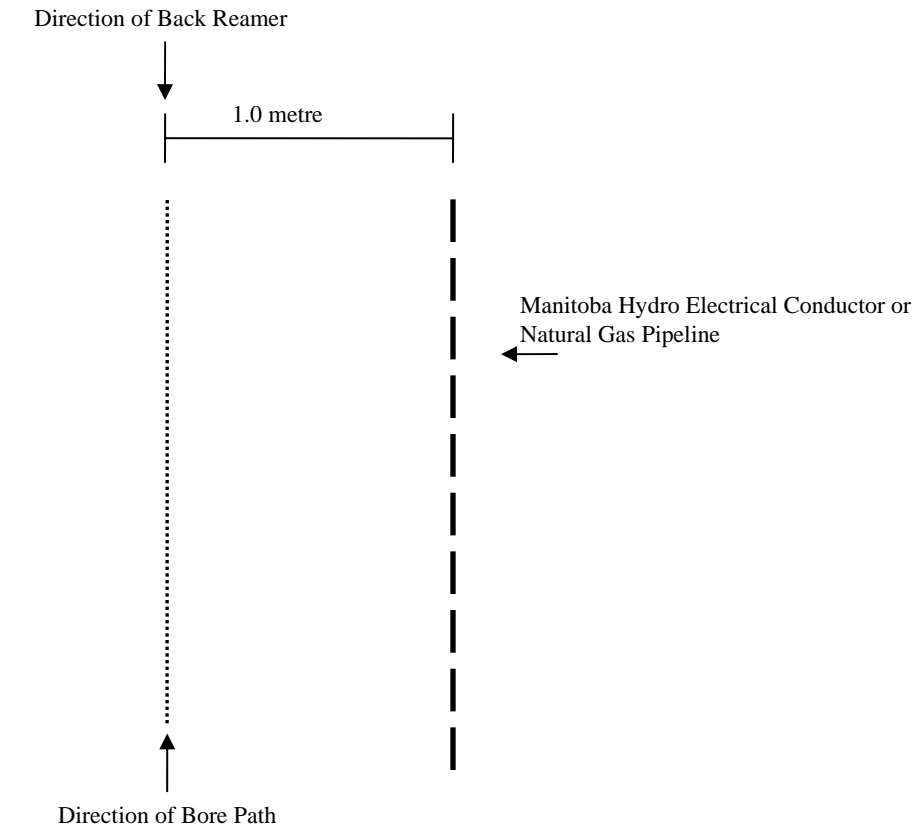 Direction of Back Reamer
1.0 metre
Manitoba Hydro Electrical Conductor or
Natural Gas Pipeline
Direction of Bore Path